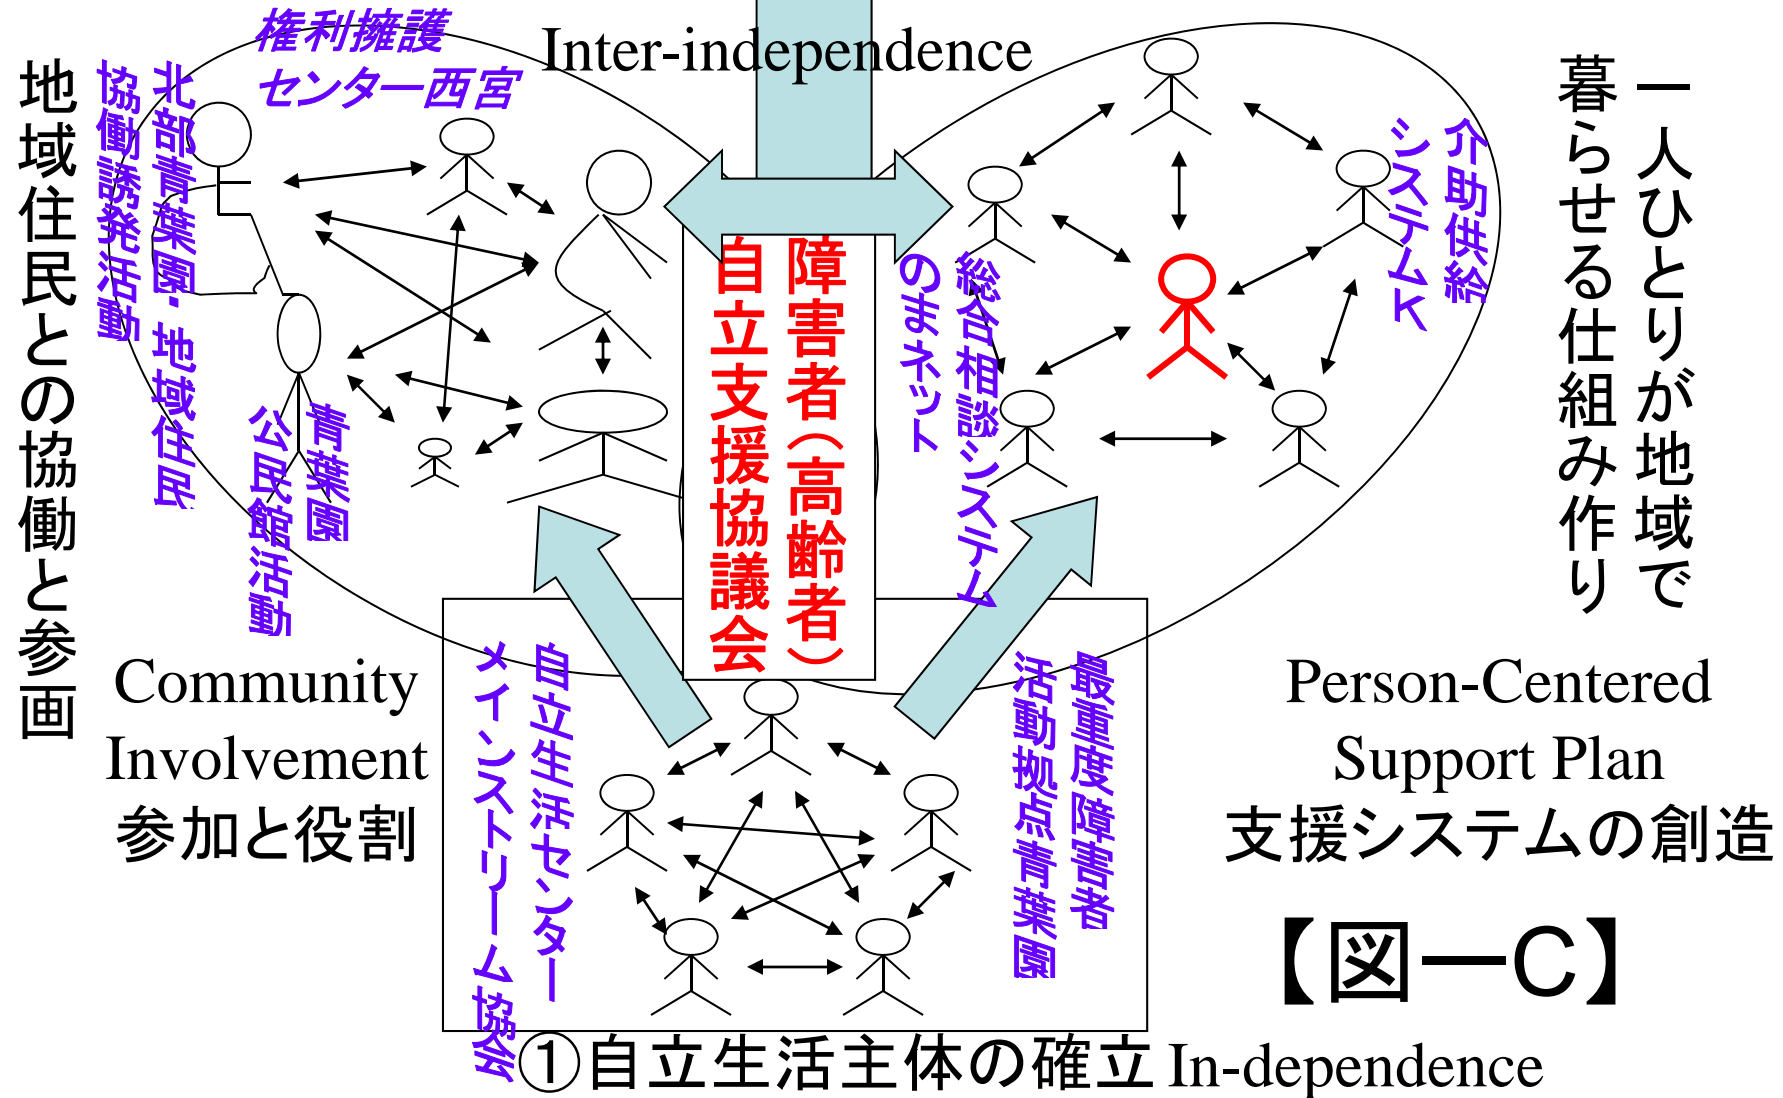 Inter-independence
権利擁護
センター西宮
北部青葉園・地域住民
協働誘発活動
地域住民との協働と参画
青葉園
公民館活動
障害者（高齢者）
自立支援協議会
総合相談システム
のまネット
介助供給
システムK
一人ひとりが地域で
暮らせる仕組み作り
Community
Involvement
参加と役割
自立生活センター
メインストリーム協会
最重度障害者
活動拠点青葉園
Person-Centered
Support Plan
支援システムの創造
【図ーC】
①自立生活主体の確立 In-dependence